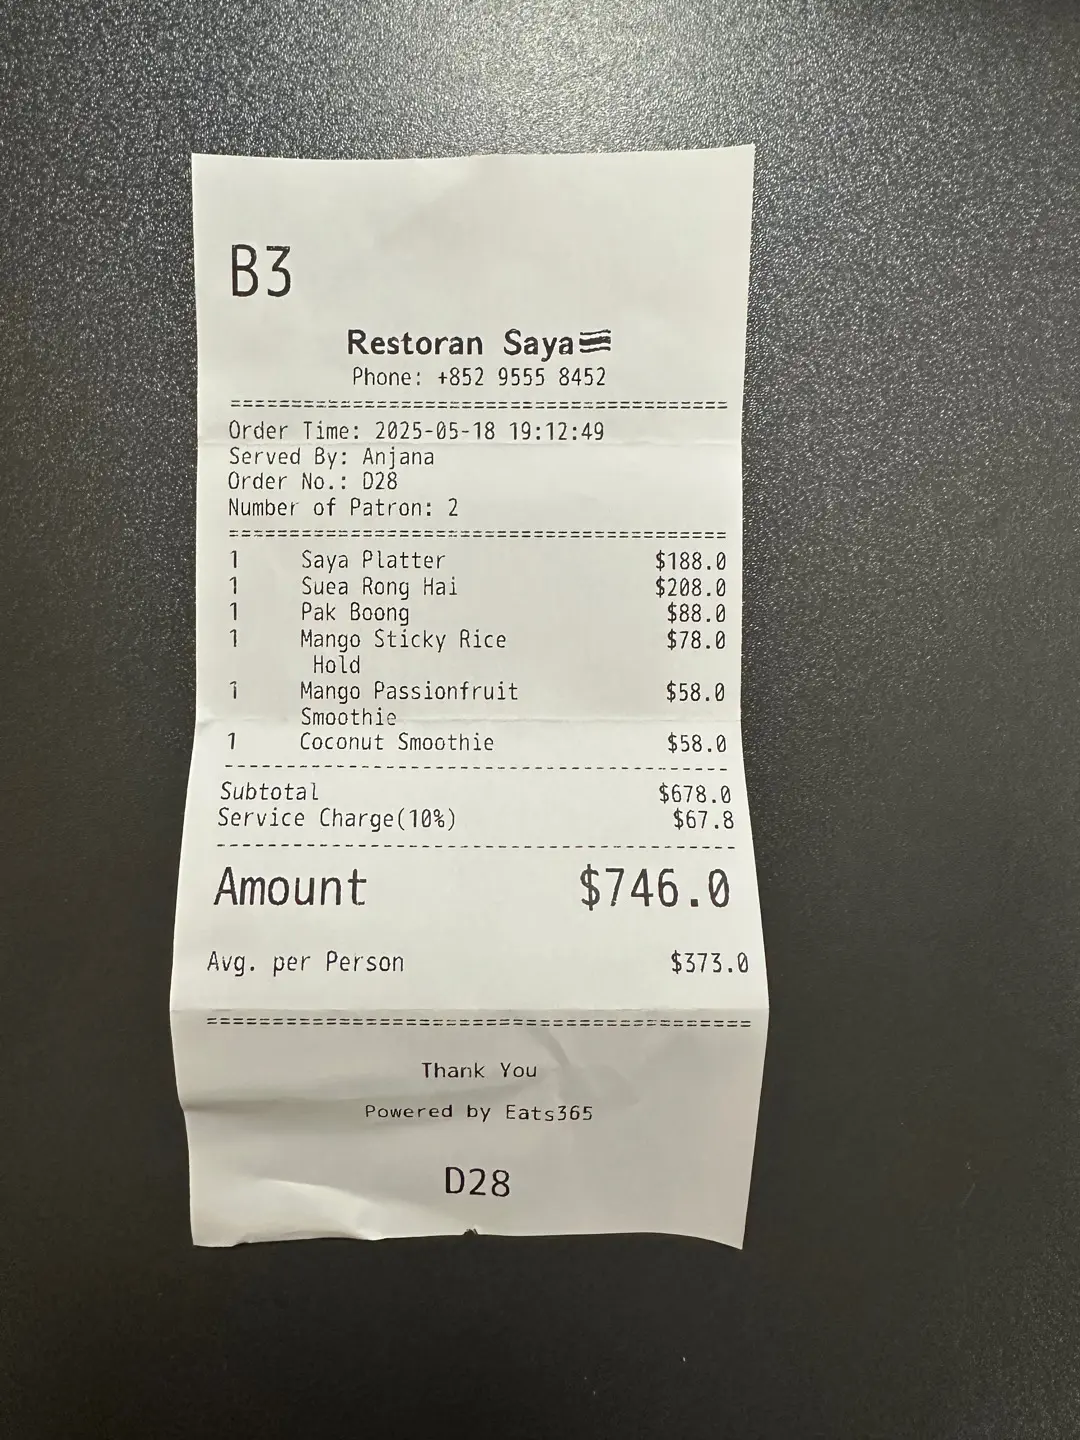 B3
Restoran Saya
Phone: +852 9555 8452
=========================================
Order Time: 2025-05-18 19:12:49
Served By: Anjana
Order No.: D28
Number of Patron: 2
=========================================
1 Saya Platter $188.0
1 Suea Rong Hai $208.0
1 Pak Boong $88.0
1 Mango Sticky Rice $78.0
Hold
1 Mango Passionfruit $58.0
Smoothie
1 Coconut Smoothie $58.0
-----------------------------------------
Subtotal $678.0
Service Charge(10%) $67.8
-----------------------------------------
Amount $746.0
Avg. per Person $373.0
=========================================
Thank You
Powered by Eats365
D28